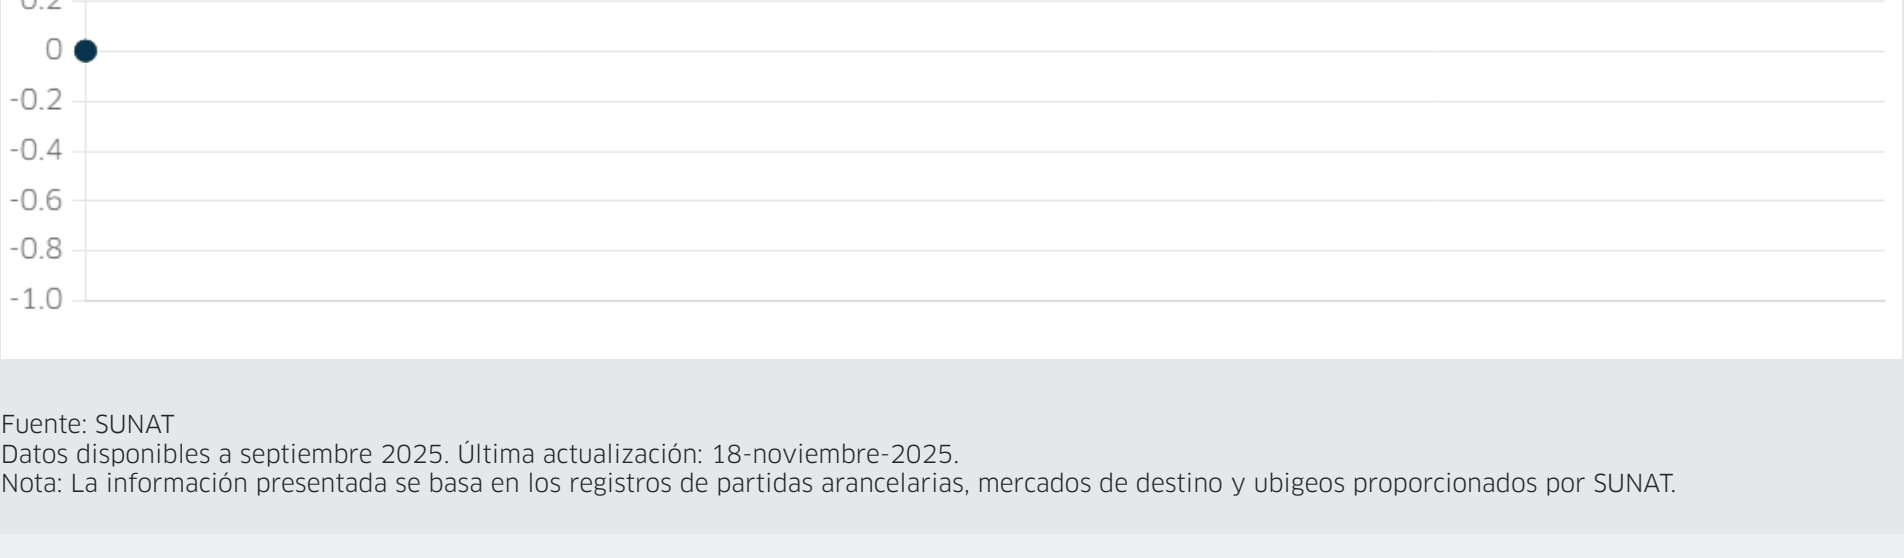 0.2
0
-0.2
-0.4
-0.6
-0.8
-1.0
Fuente: SUNAT
Datos disponibles a septiembre 2025. Última actualización: 18-noviembre-2025.
Nota: La información presentada se basa en los registros de partidas arancelarias, mercados de destino y ubigeos proporcionados por SUNAT.